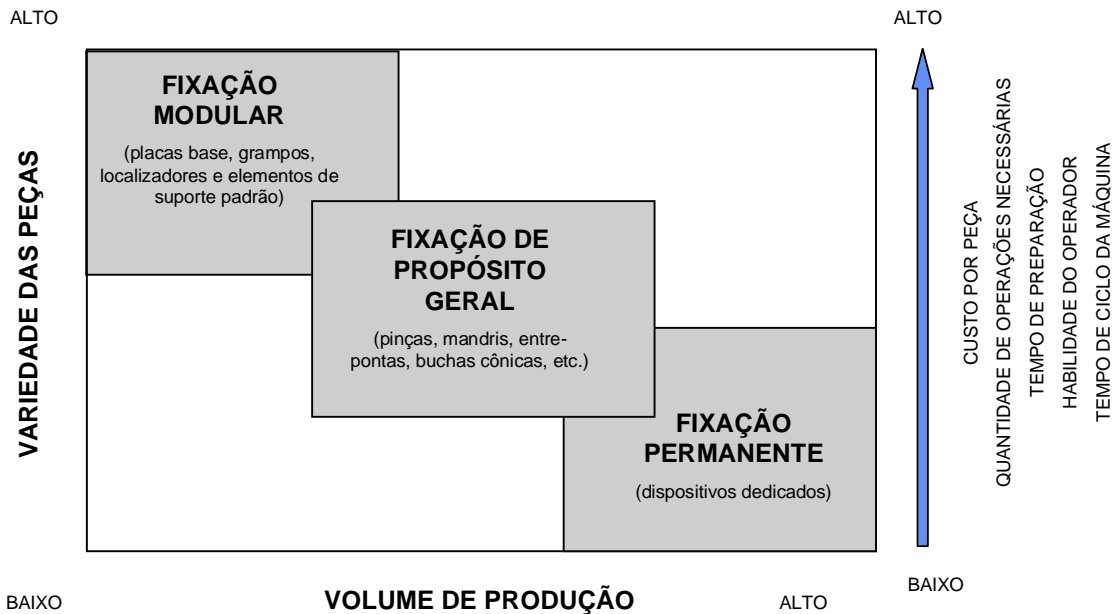 ALTO
ALTO
VARIEDADE DAS PEÇAS
FIXAÇÃO
MODULAR
(placas base, grampos,
localizadores e elementos de
suporte padrão)
FIXAÇÃO DE
PROPÓSITO
GERAL
(pinças, mandris, entre-
pontas, buchas cônicas, etc.)
FIXAÇÃO
PERMANENTE
(dispositivos dedicados)
CUSTO POR PEÇA
QUANTIDADE DE OPERAÇÕES NECESSÁRIAS
TEMPO DE PREPARAÇÃO
HABILIDADE DO OPERADOR
TEMPO DE CICLO DA MÁQUINA
BAIXO
VOLUME DE PRODUÇÃO
ALTO
BAIXO